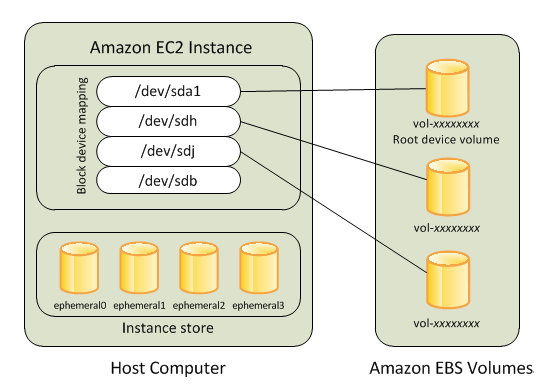 Amazon EC2 Instance
Block device mapping
/dev/sda1
/dev/sdh
/dev/sdj
/dev/sdb
ephemeral0 ephemeral1 ephemeral2 ephemeral3
Instance store
Host Computer
vol-xxxxxxxx
Root device volume
vol-xxxxxxxx
vol-xxxxxxxx
Amazon EBS Volumes